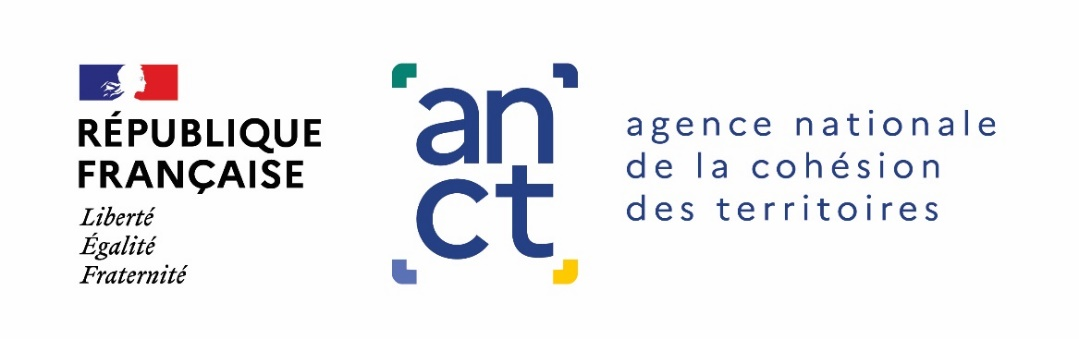 RÉPUBLIQUE
FRANÇAISE
Liberté
Égalité
Fraternité
an
ct
agence nationale
de la cohésion
des territoires